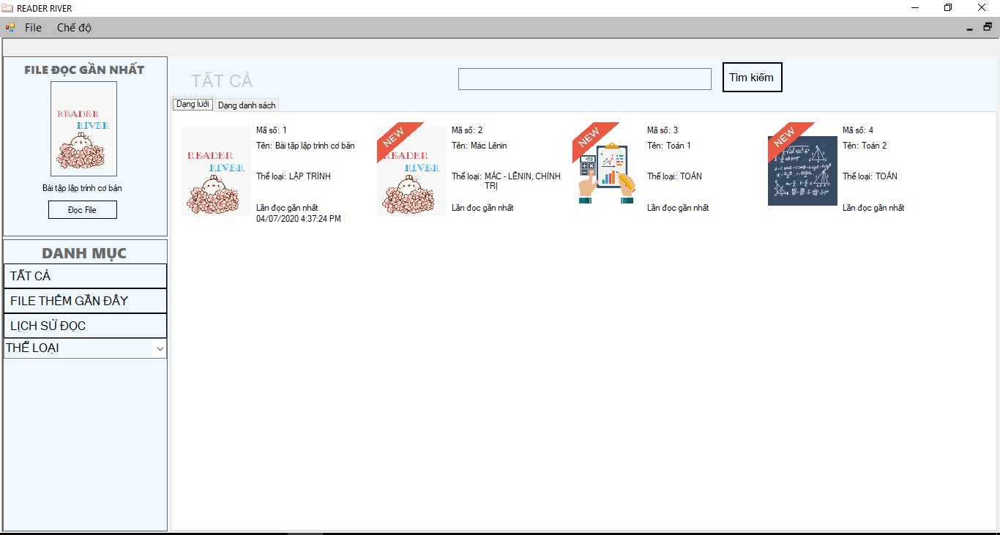 READER RIVER
File Chế độ
FILE ĐỌC GẦN NHẤT
READER
RIVER
Bài tập lập trình cơ bản
Đọc File
DANH MỤC
TẤT CẢ
FILE THÊM GẦN ĐÂY
LỊCH SỬ ĐỌC
THỂ LOẠI
TẤT CẢ
Tìm kiếm
Dạng lưới Dạng danh sách
READER
RIVER
Mã số: 1
Tên: Bài tập lập trình cơ bản
Thể loại: LẬP TRÌNH
Lần đọc gần nhất
04/07/2020 4:37:24 PM
NEW
READER
RIVER
Mã số: 2
Tên: Mác Lênin
Thể loại: MÁC - LÊNIN, CHÍNH
TRỊ
Lần đọc gần nhất
NEW
Mã số: 3
Tên: Toán 1
Thể loại: TOÁN
Lần đọc gần nhất
NEW
Mã số: 4
Tên: Toán 2
Thể loại: TOÁN
Lần đọc gần nhất